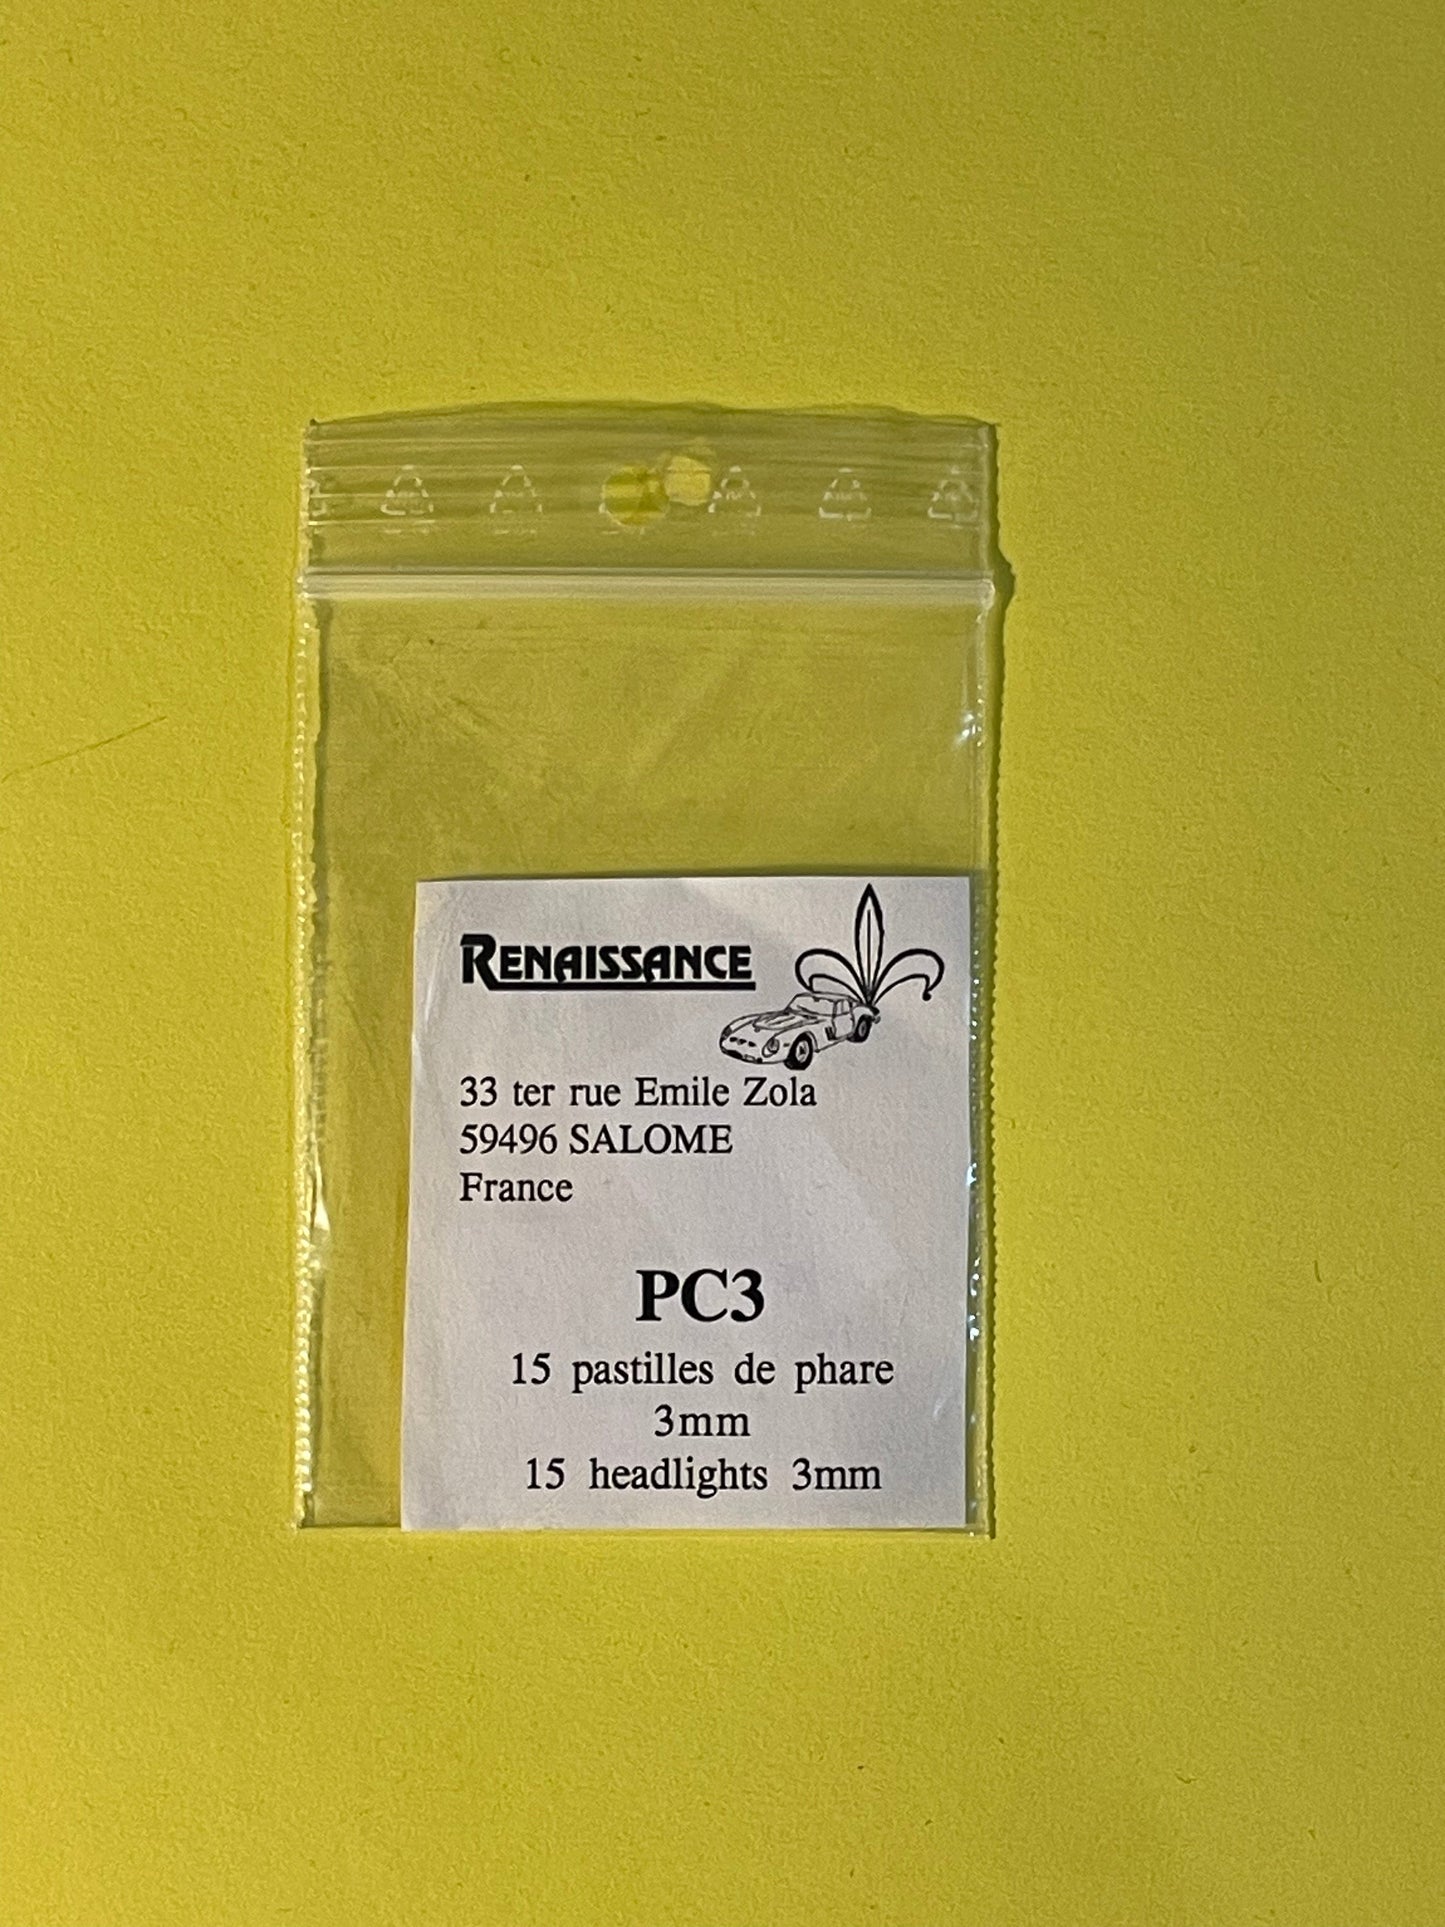 RENAISSANCE
33 ter rue Emile Zola
59496 SALOME
France
PC3
15 pastilles de phare
3mm
15 headlights 3mm